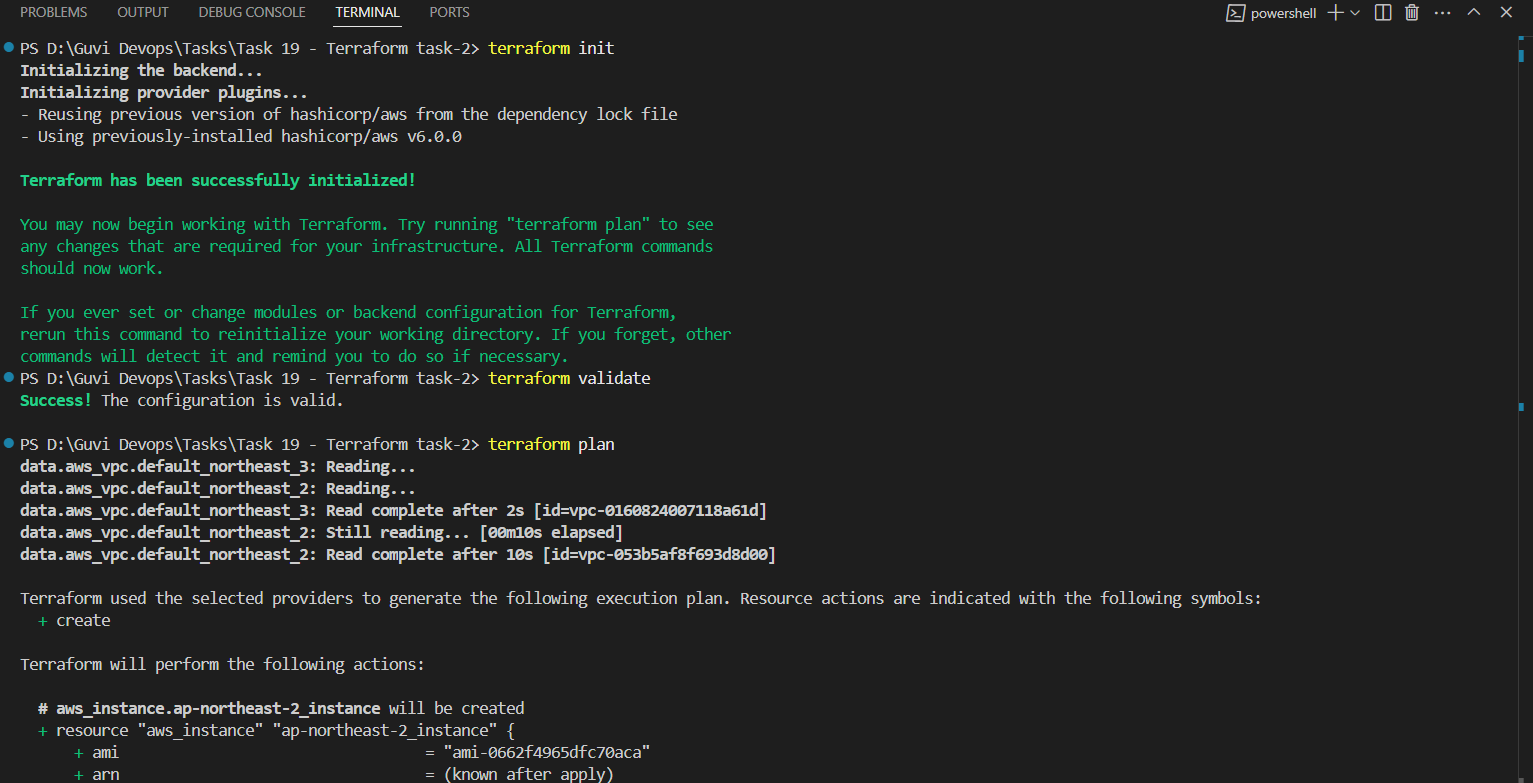 PROBLEMS OUTPUT DEBUG CONSOLE TERMINAL PORTS powershell
PS D:\Guvi Devops\Tasks\Task 19 - Terraform task-2> terraform init
Initializing the backend...
Initializing provider plugins...
- Reusing previous version of hashicorp/aws from the dependency lock file
- Using previously-installed hashicorp/aws v6.0.0
Terraform has been successfully initialized!
You may now begin working with Terraform. Try running "terraform plan" to see
any changes that are required for your infrastructure. All Terraform commands
should now work.
If you ever set or change modules or backend configuration for Terraform,
rerun this command to reinitialize your working directory. If you forget, other
commands will detect it and remind you to do so if necessary.
PS D:\Guvi Devops\Tasks\Task 19 - Terraform task-2> terraform validate
Success! The configuration is valid.
PS D:\Guvi Devops\Tasks\Task 19 - Terraform task-2> terraform plan
data.aws_vpc.default_northeast_3: Reading...
data.aws_vpc.default_northeast_2: Reading...
data.aws_vpc.default_northeast_3: Read complete after 2s [id=vpc-0160824007118a61d]
data.aws_vpc.default_northeast_2: Still reading... [00m10s elapsed]
data.aws_vpc.default_northeast_2: Read complete after 10s [id=vpc-053b5af8f693d8d00]
Terraform used the selected providers to generate the following execution plan. Resource actions are indicated with the following symbols:
+ create
Terraform will perform the following actions:
# aws_instance.ap-northeast-2_instance will be created
+ resource "aws_instance" "ap-northeast-2_instance" {
+ ami = "ami-0662f4965dfc70aca"
+ arn = (known after apply)